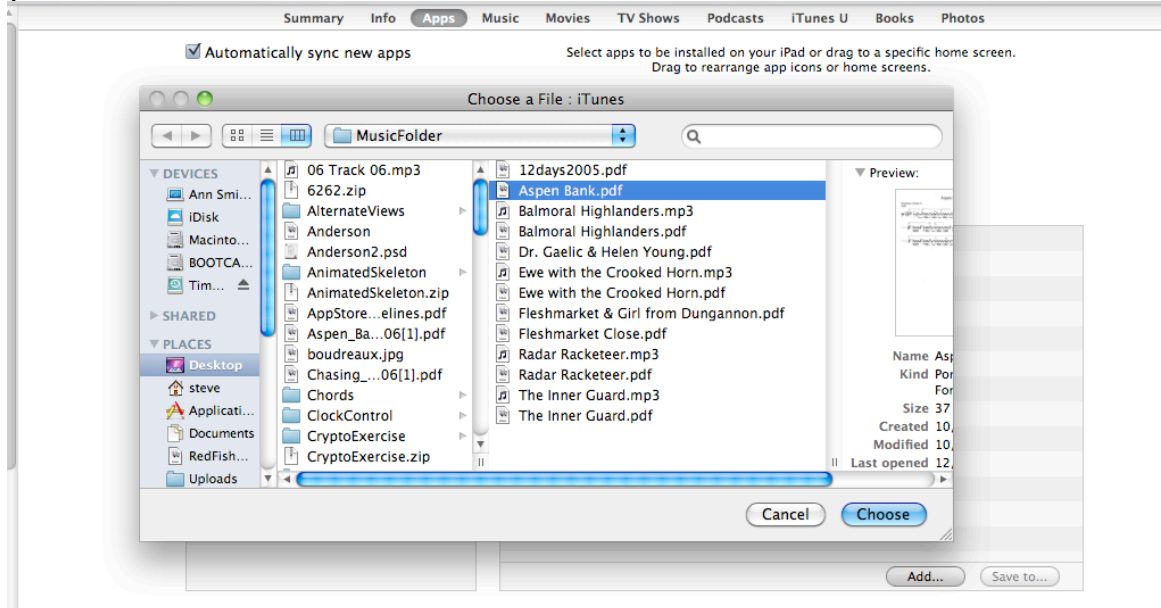 Summary Info Apps Music Movies TV Shows Podcasts iTunes U Books Photos
Automatically sync new apps
Select apps to be installed on your iPad or drag to a specific home screen.
Drag to rearrange app icons or home screens.
Choose a File : iTunes
MusicFolder
DEVICES
Ann Smi...
iDisk
Macinto...
BOOTCA...
Tim...
SHARED
PLACES
Desktop
steve
Applicati...
Documents
RedFish...
Uploads
06 Track 06.mp3
6262.zip
AlternateViews
Anderson
Anderson2.psd
AnimatedSkeleton
AnimatedSkeleton.zip
AppStore...elines.pdf
Aspen_Ba...06[1].pdf
boudreaux.jpg
Chasing_...06[1].pdf
Chords
ClockControl
CryptoExercise
CryptoExercise.zip
12days2005.pdf
Aspen Bank.pdf
Balmoral Highlanders.mp3
Balmoral Highlanders.pdf
Dr. Gaelic & Helen Young.pdf
Ewe with the Crooked Horn.mp3
Ewe with the Crooked Horn.pdf
Fleshmarket & Girl from Dungannon.pdf
Fleshmarket Close.pdf
Radar Racketeer.mp3
Radar Racketeer.pdf
The Inner Guard.mp3
The Inner Guard.pdf
Preview:
Name Asp
Kind Por
For
Size 37
Created 10,
Modified 10,
Last opened 12,
Cancel Choose
Add... Save to...